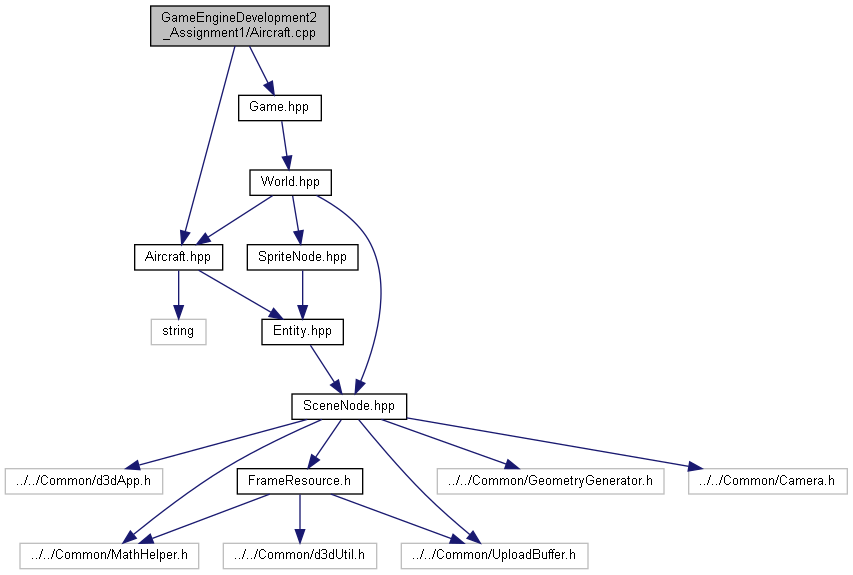 GameEngineDevelopment2
_Assignment1/Aircraft.cpp
Game.hpp
World.hpp
Aircraft.hpp
SpriteNode.hpp
string
Entity.hpp
SceneNode.hpp
../../Common/d3dApp.h
FrameResource.h
../../Common/GeometryGenerator.h
../../Common/Camera.h
../../Common/MathHelper.h
../../Common/d3dUtil.h
../../Common/UploadBuffer.h